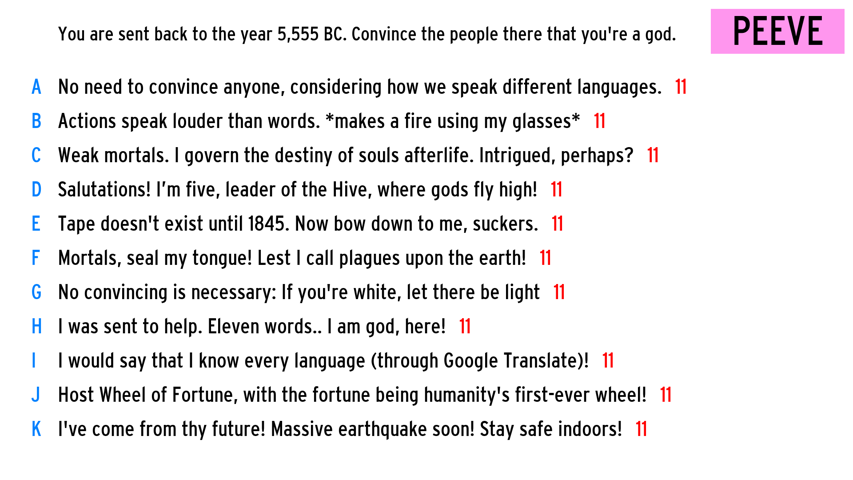 You are sent back to the year 5,555 BC. Convince the people there that you're a god. PEEVE
A No need to convince anyone, considering how we speak different languages. 11
B Actions speak louder than words. *makes a fire using my glasses* 11
C Weak mortals. I govern the destiny of souls afterlife. Intrigued, perhaps? 11
D Salutations! I'm five, leader of the Hive, where gods fly high! 11
E Tape doesn't exist until 1845. Now bow down to me, suckers. 11
F Mortals, seal my tongue! Lest I call plagues upon the earth! 11
G No convincing is necessary: If you're white, let there be light 11
H I was sent to help. Eleven words.. I am god, here! 11
I I would say that I know every language (through Google Translate)! 11
J Host Wheel of Fortune, with the fortune being humanity's first-ever wheel! 11
K I've come from thy future! Massive earthquake soon! Stay safe indoors! 11